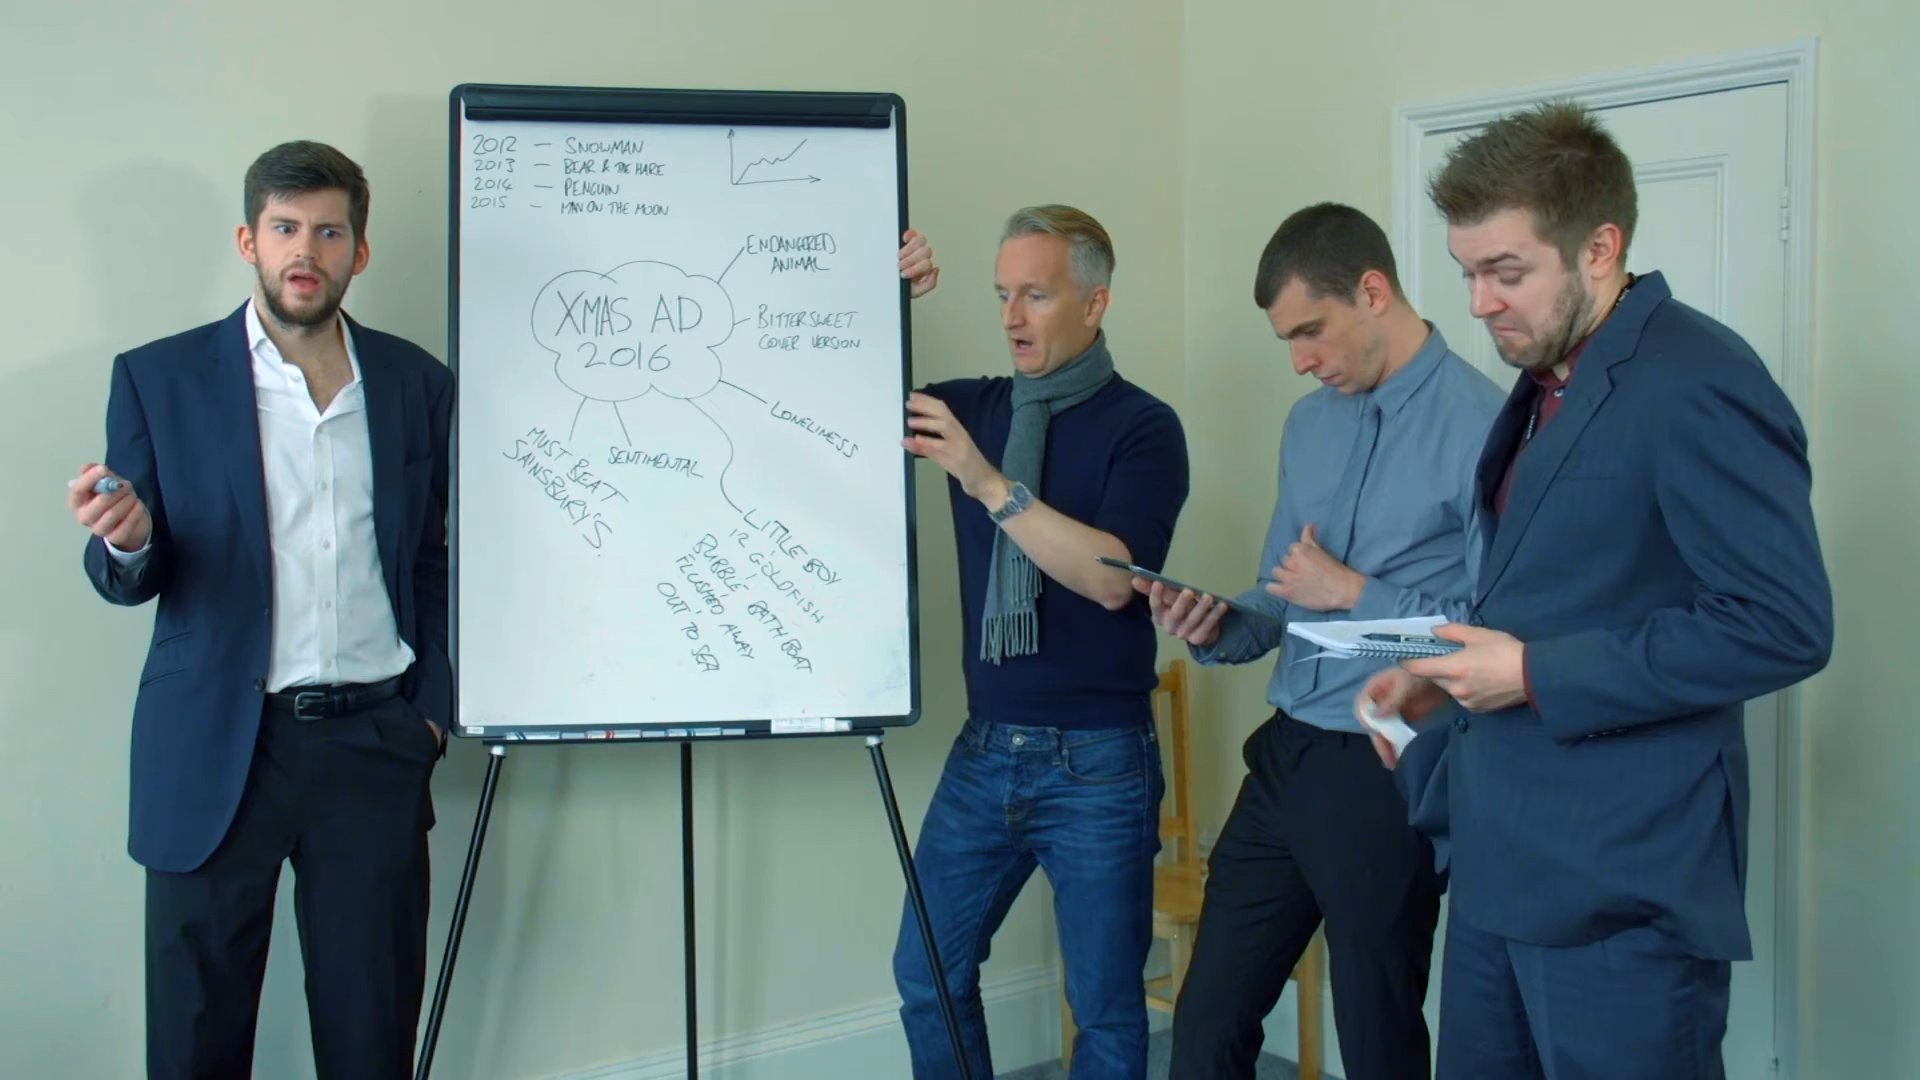 2012 — SNOWMAN
2013 — BEAR & THE HARE
2014 — PENGUIN
2015 — MAN ON THE MOON
ENDANGERED
ANIMAL
XMAS AD
2016
BITTERSWEET
COVER VERSION
LONELINESS
MUST BEAT
SAINSBURY'S.
SENTIMENTAL
LITTLE BOY
12 GOLDFISH
BUBBLE BATH BOAT
FLUSHED AWAY
OUT TO SEA